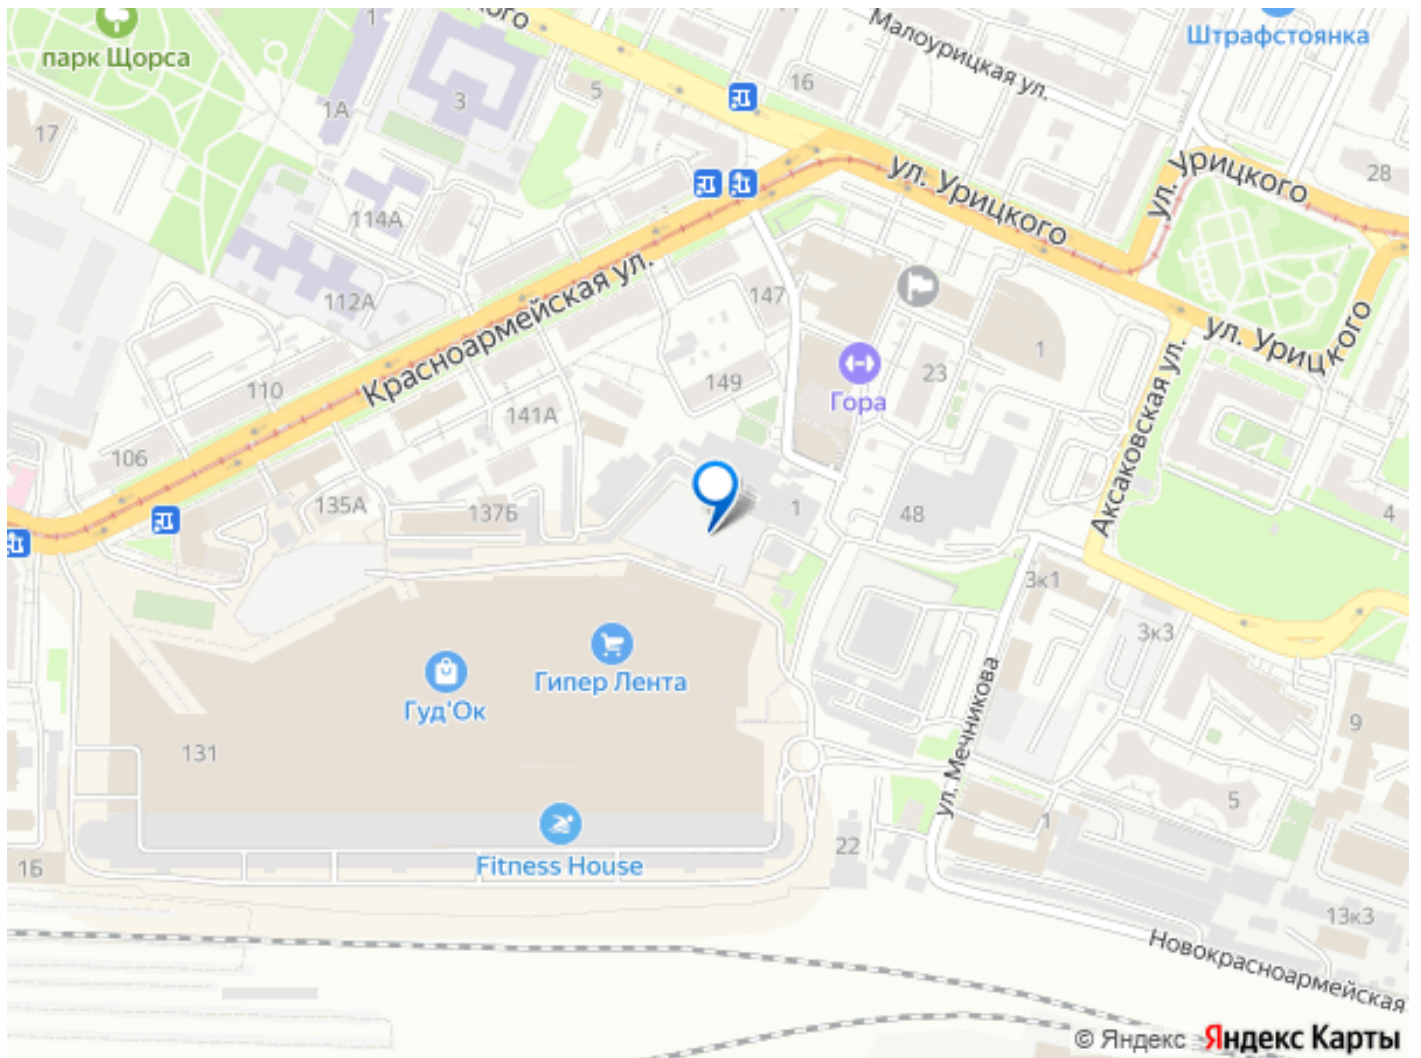 ого
Малоурицкая ул.
Штрафстоянка
парк Щорса
1
1А
3
5
16
17
28
ул. Урицкого
ул. Урицкого
114А
112А
147
1
ул. Урицкого
Красноармейская ул.
149
Гора
23
110
141А
Аксаковская ул.
106
135А
137Б
1
48
4
3к1
3к3
Гипер Лента
Гуд'Ок
131
ул. Мечникова
9
5
1
Fitness House
22
1Б
13к3
Новокрасноармейская
© Яндекс Яндекс Карты